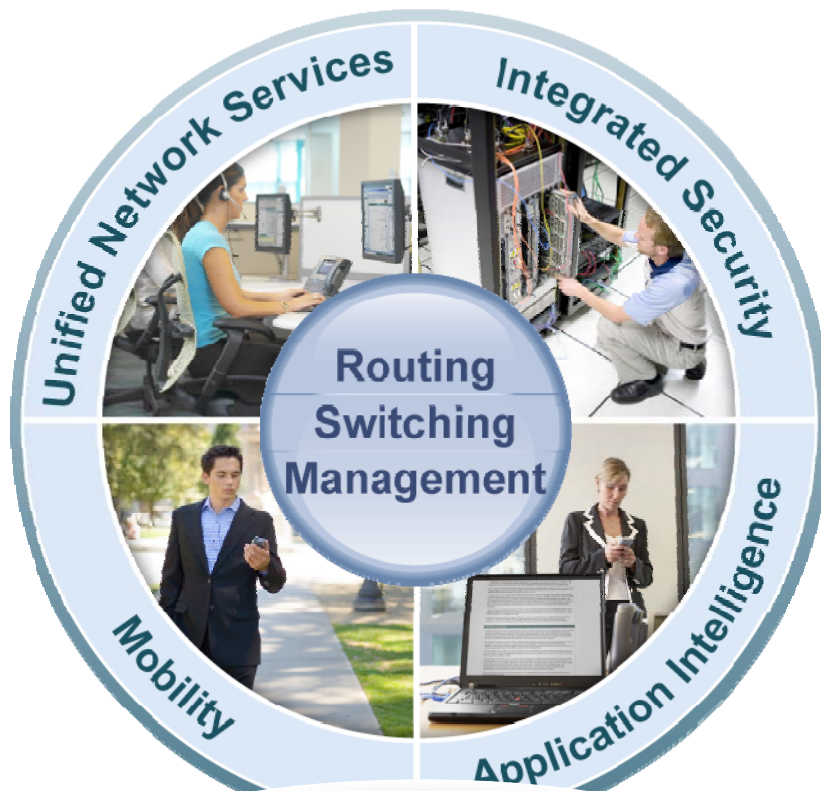 Unified Network Services
Integrated Security
Routing
Switching
Management
Mobility
Application Intelligence